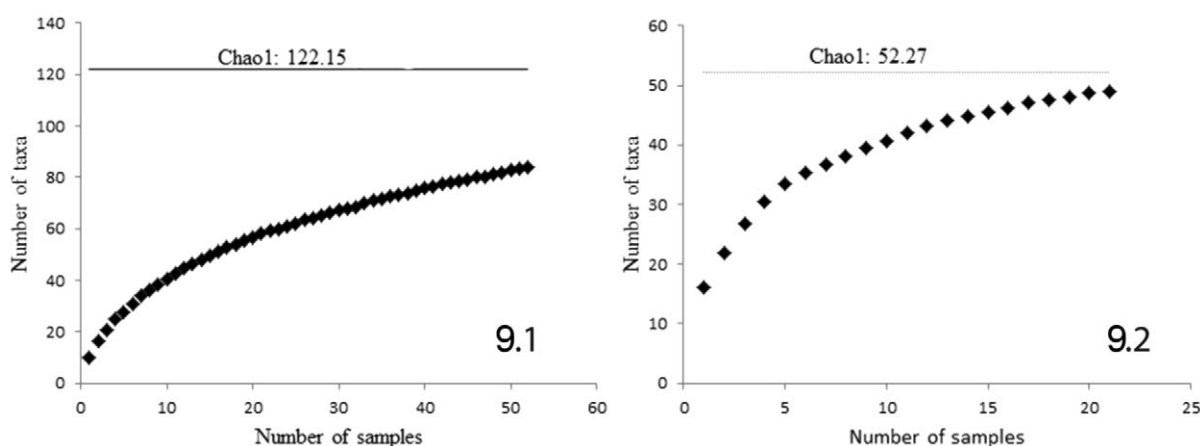 140
120
100
80
60
40
20
0
Number of taxa
Chao1: 122.15
9.1
0 10 20 30 40 50 60
Number of samples
60
50
40
30
20
10
0
Number of taxa
Chao1: 52.27
9.2
0 5 10 15 20 25
Number of samples